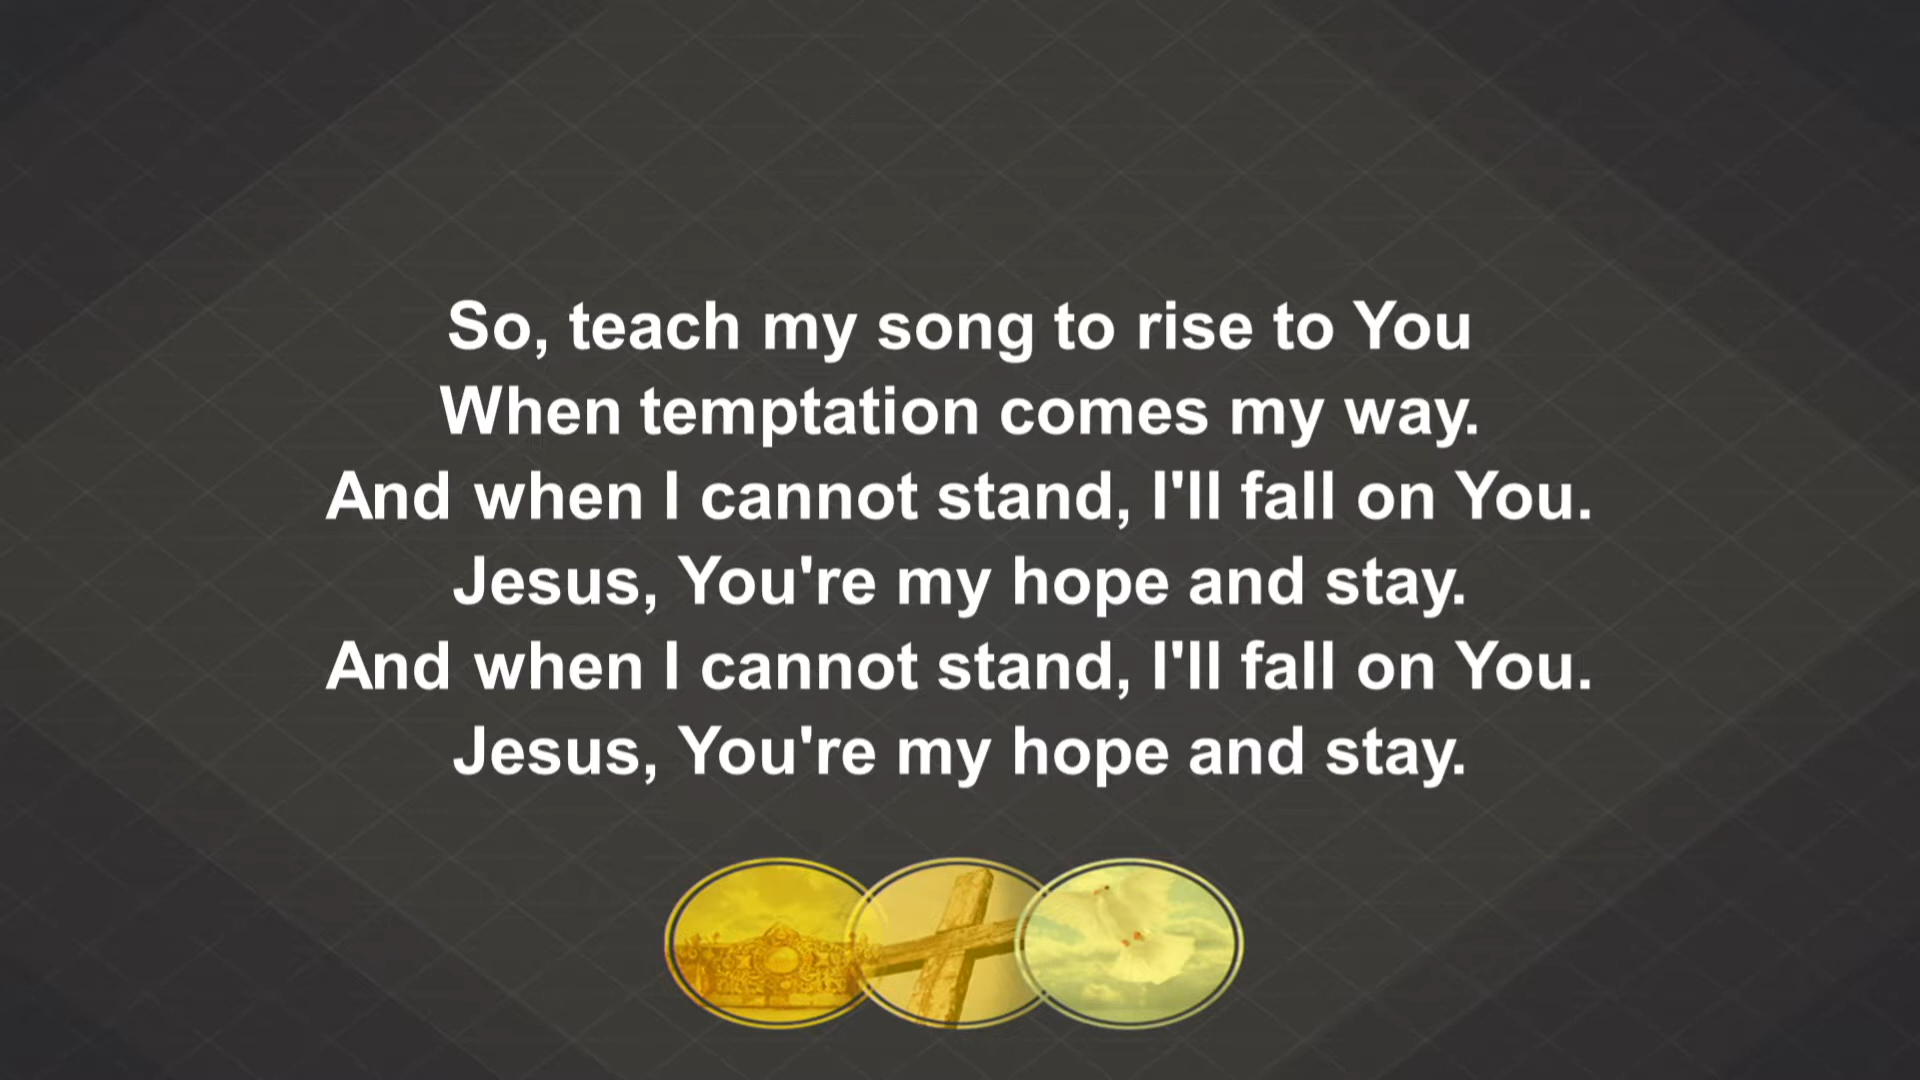 So, teach my song to rise to You
When temptation comes my way.
And when I cannot stand, I'll fall on You.
Jesus, You're my hope and stay.
And when I cannot stand, I'll fall on You.
Jesus, You're my hope and stay.